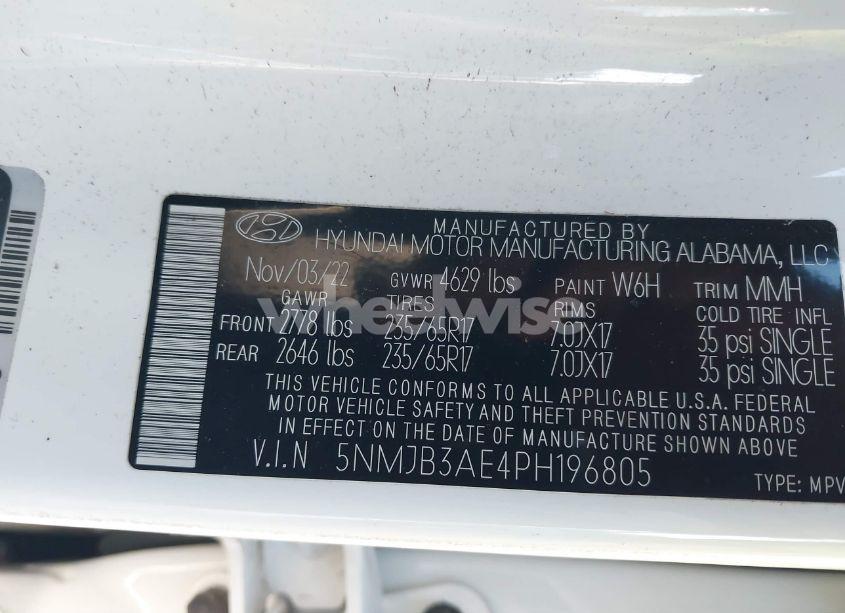 MANUFACTURED BY
HYUNDAI MOTOR MANUFACTURING ALABAMA, LLC
Nov/03/22 GVWR 4629 lbs PAINT W6H TRIM MMH
GAWR TIRES RIMS COLD TIRE INFL
FRONT 2778 lbs 235/65R17 7.0JX17 35 psi SINGLE
REAR 2646 lbs 235/65R17 7.0JX17 35 psi SINGLE
THIS VEHICLE CONFORMS TO ALL APPLICABLE U.S.A. FEDERAL
MOTOR VEHICLE SAFETY AND THEFT PREVENTION STANDARDS
IN EFFECT ON THE DATE OF MANUFACTURE SHOWN ABOVE
V.I.N 5NMJB3AE4PH196805
TYPE: MPV
wheelwise